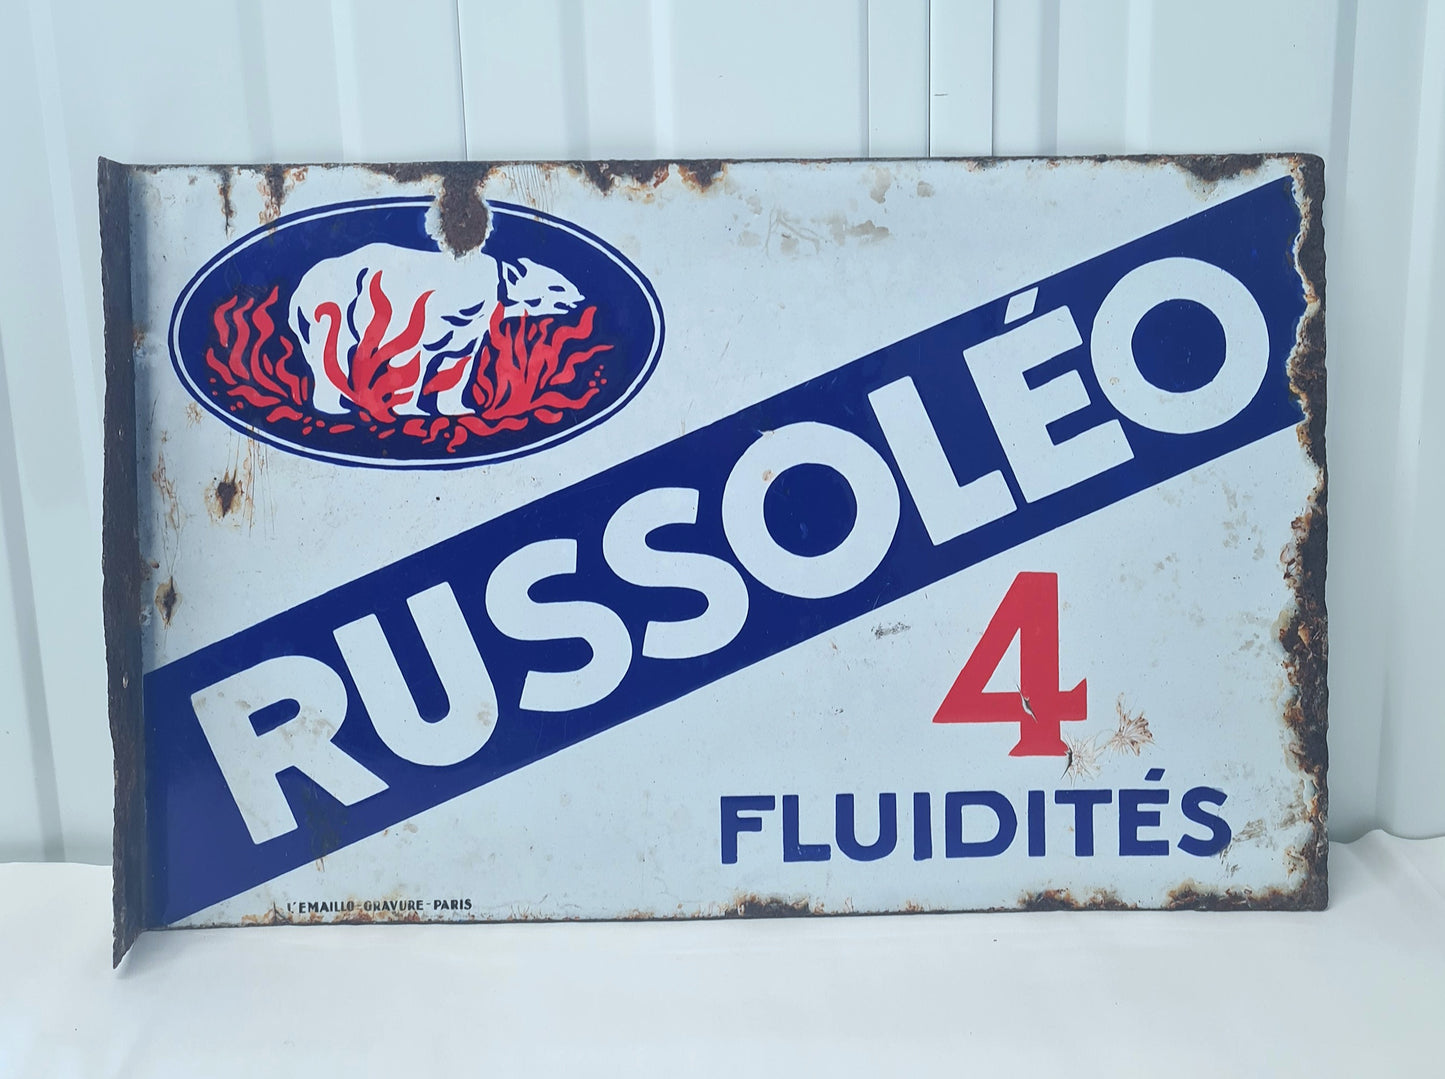 RUSSOLÉO
4
FLUIDITÉS
L'EMAILLO-GRAVURE-PARIS